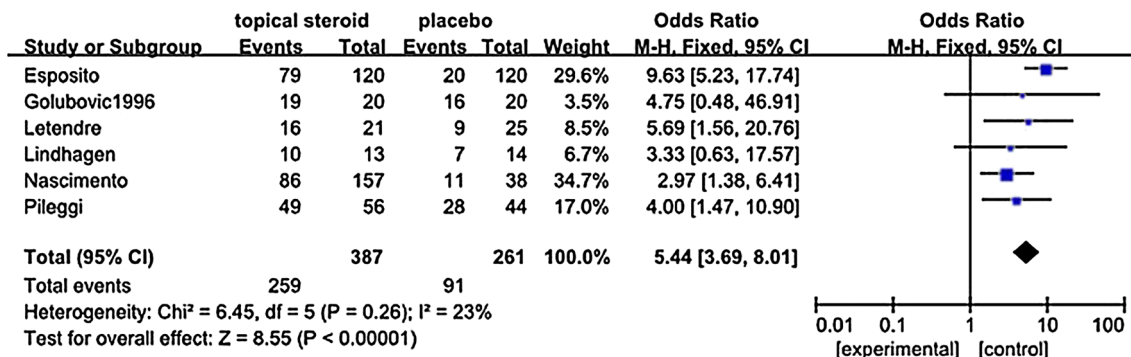 topical steroid placebo Odds Ratio Odds Ratio
Study or Subgroup Events Total Events Total Weight M-H, Fixed, 95% CI M-H, Fixed, 95% CI
Esposito 79 120 20 120 29.6% 9.63 [5.23, 17.74]
Golubovic1996 19 20 16 20 3.5% 4.75 [0.48, 46.91]
Letendre 16 21 9 25 8.5% 5.69 [1.56, 20.76]
Lindhagen 10 13 7 14 6.7% 3.33 [0.63, 17.57]
Nascimento 86 157 11 38 34.7% 2.97 [1.38, 6.41]
Pileggi 49 56 28 44 17.0% 4.00 [1.47, 10.90]
Total (95% CI) 387 261 100.0% 5.44 [3.69, 8.01]
Total events 259 91
Heterogeneity: Chi² = 6.45, df = 5 (P = 0.26); I² = 23%
Test for overall effect: Z = 8.55 (P < 0.00001)
0.01 0.1 1 10 100
[experimental] [control]